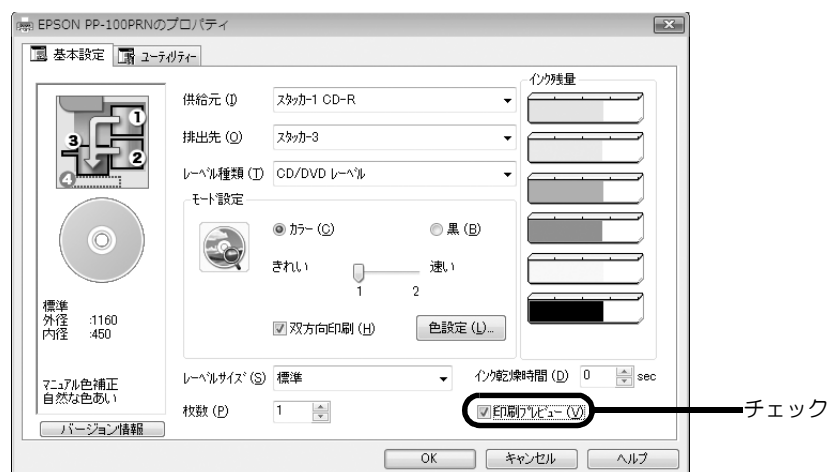 EPSON PP-100PRNのプロパティ
基本設定 ユーティリティー
1
2
3
4
標準
外径 :1160
内径 :450
マニュアル色補正
自然な色あい
バージョン情報
供給元 (I) スタッカ-1 CD-R
排出先 (O) スタッカ-3
レーベル種類 (T) CD/DVD レーベル
モード設定
カラー (C) 黒 (B)
きれい 速い
1 2
双方向印刷 (H) 色設定 (L)...
レーベルサイズ (S) 標準
枚数 (P) 1
インク残量
インク乾燥時間 (D) 0 sec
印刷プレビュー (V)
チェック
OK キャンセル ヘルプ